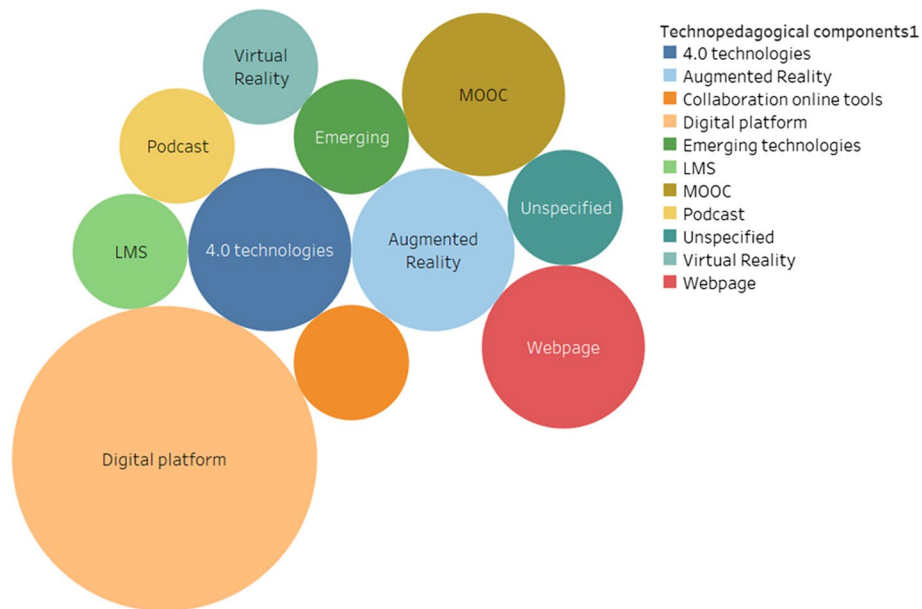 Virtual
Reality
MOOC
Podcast
Emerging
Unspecified
LMS
4.0 technologies
Augmented
Reality
Webpage
Digital platform
Technopedagogical components1
4.0 technologies
Augmented Reality
Collaboration online tools
Digital platform
Emerging technologies
LMS
MOOC
Podcast
Unspecified
Virtual Reality
Webpage